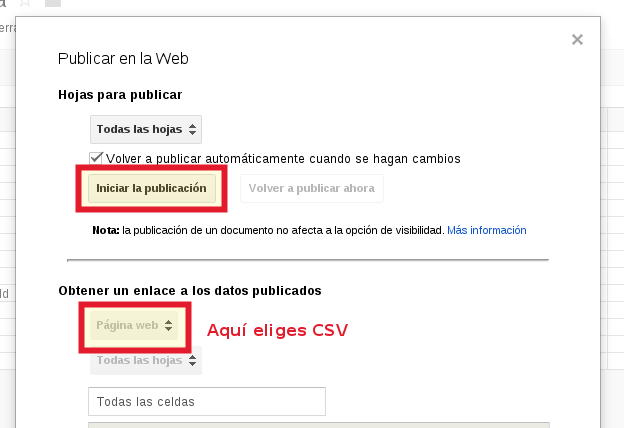 Publicar en la Web
Hojas para publicar
Todas las hojas
Volver a publicar automáticamente cuando se hagan cambios
Iniciar la publicación
Volver a publicar ahora
Nota: la publicación de un documento no afecta a la opción de visibilidad. Más información
Obtener un enlace a los datos publicados
Página web
Aquí eliges CSV
Todas las hojas
Todas las celdas